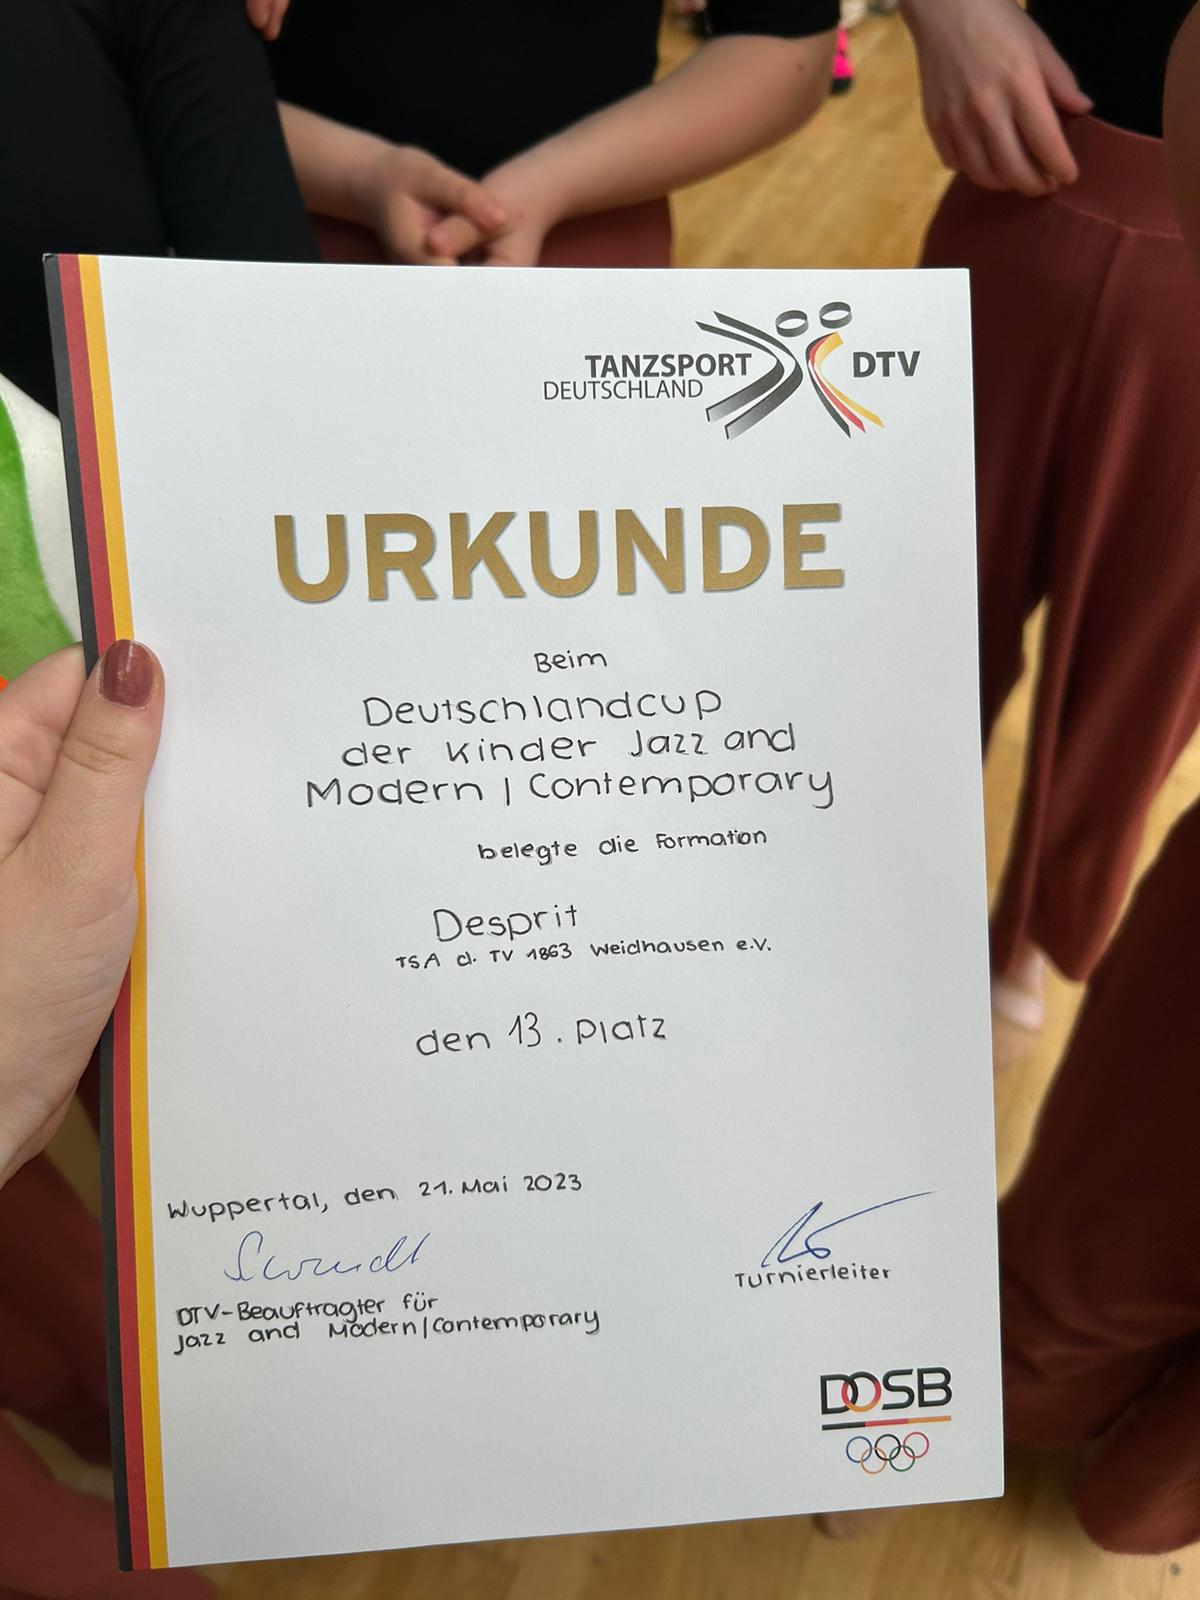 TANZSPORT DTV
DEUTSCHLAND
URKUNDE
Beim
Deutschlandcup
der Kinder Jazz and
Modern | Contemporary
belegte die Formation
Desprit
TSA d. TV 1863 Weidhausen e.V.
den 13. Platz
Wuppertal, den 21. Mai 2023
Turnierleiter
DTV-Beauftragter für
Jazz and Modern/Contemporary
DOSB